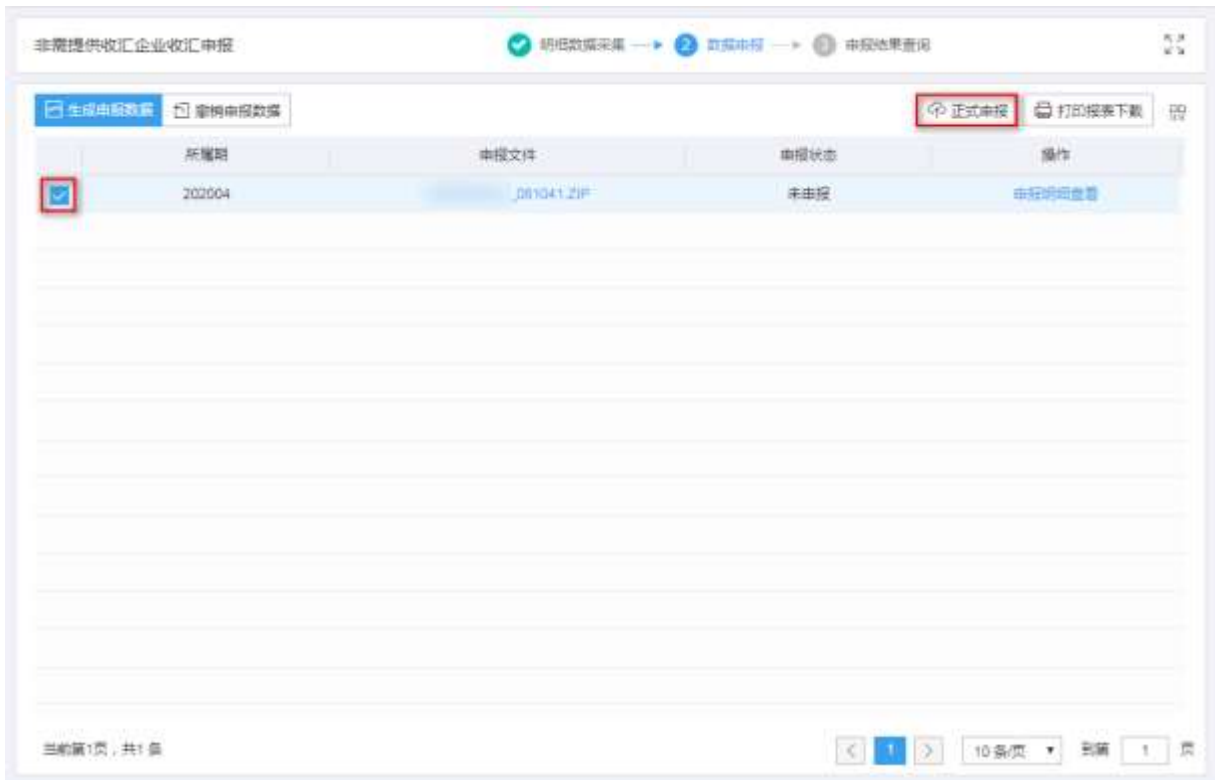 非需提供收汇企业收汇申报
明细数据采集 2 数据申报 3 申报结果查询
生成申报数据 撤销申报数据 正式申报 打印报表下载
所属期 申报文件 申报状态 操作
202004 _081041.ZIP 未申报 申报明细查看
当前第1页，共1 条 < 1 > 10 条/页 到第 1 页